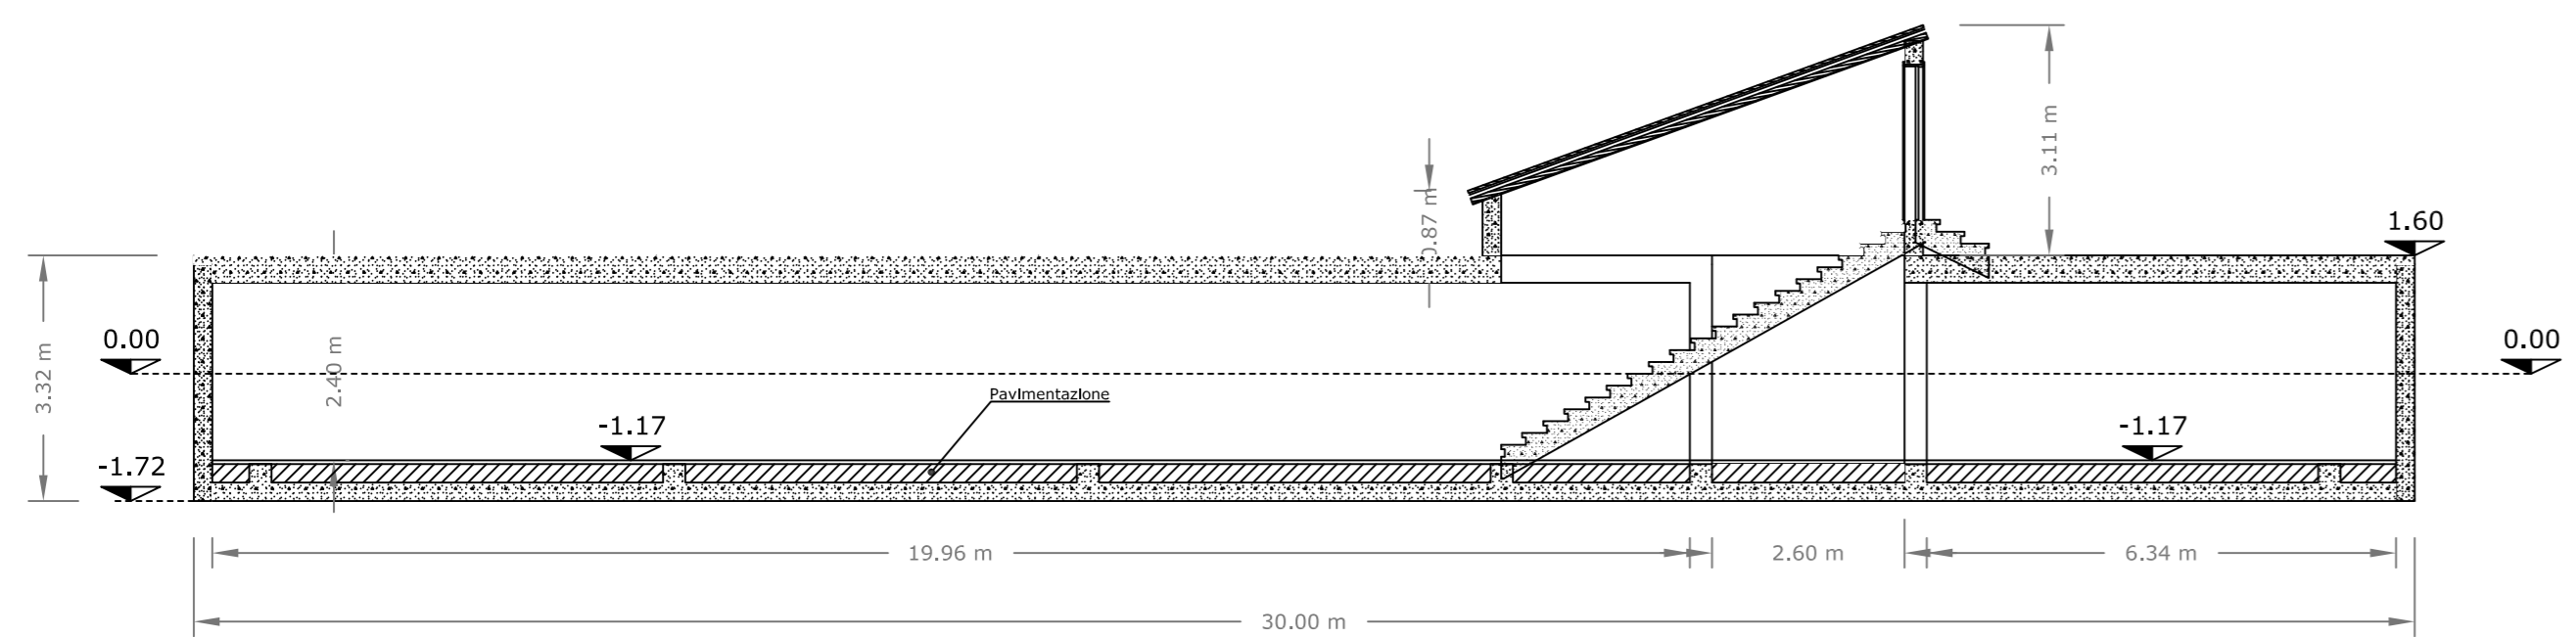 3.11 m
0.87 m
1.60
0.00
0.00
3.32 m
2.40 m
Pavimentazione
-1.17
-1.17
-1.72
19.96 m
2.60 m
6.34 m
30.00 m